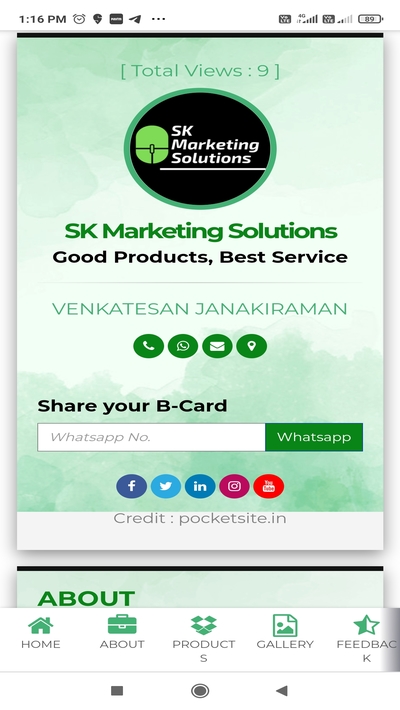 1:16 PM
4G
89
[ Total Views : 9 ]
SK
Marketing
Solutions
SK Marketing Solutions
Good Products, Best Service
VENKATESAN JANAKIRAMAN
Share your B-Card
Whatsapp No.
Whatsapp
Credit : pocketsite.in
ABOUT
HOME
ABOUT
PRODUCT
S
GALLERY
FEEDBAC
K